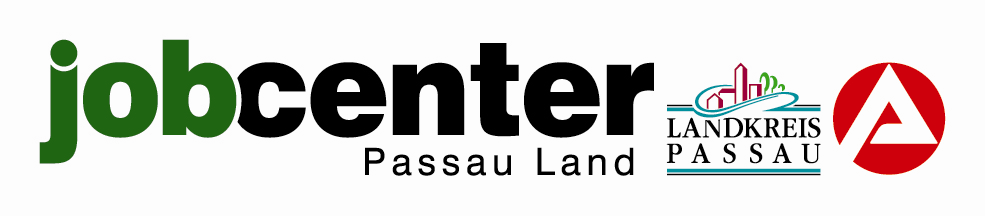 jobcenter
Passau Land
LANDKREIS
PASSAU